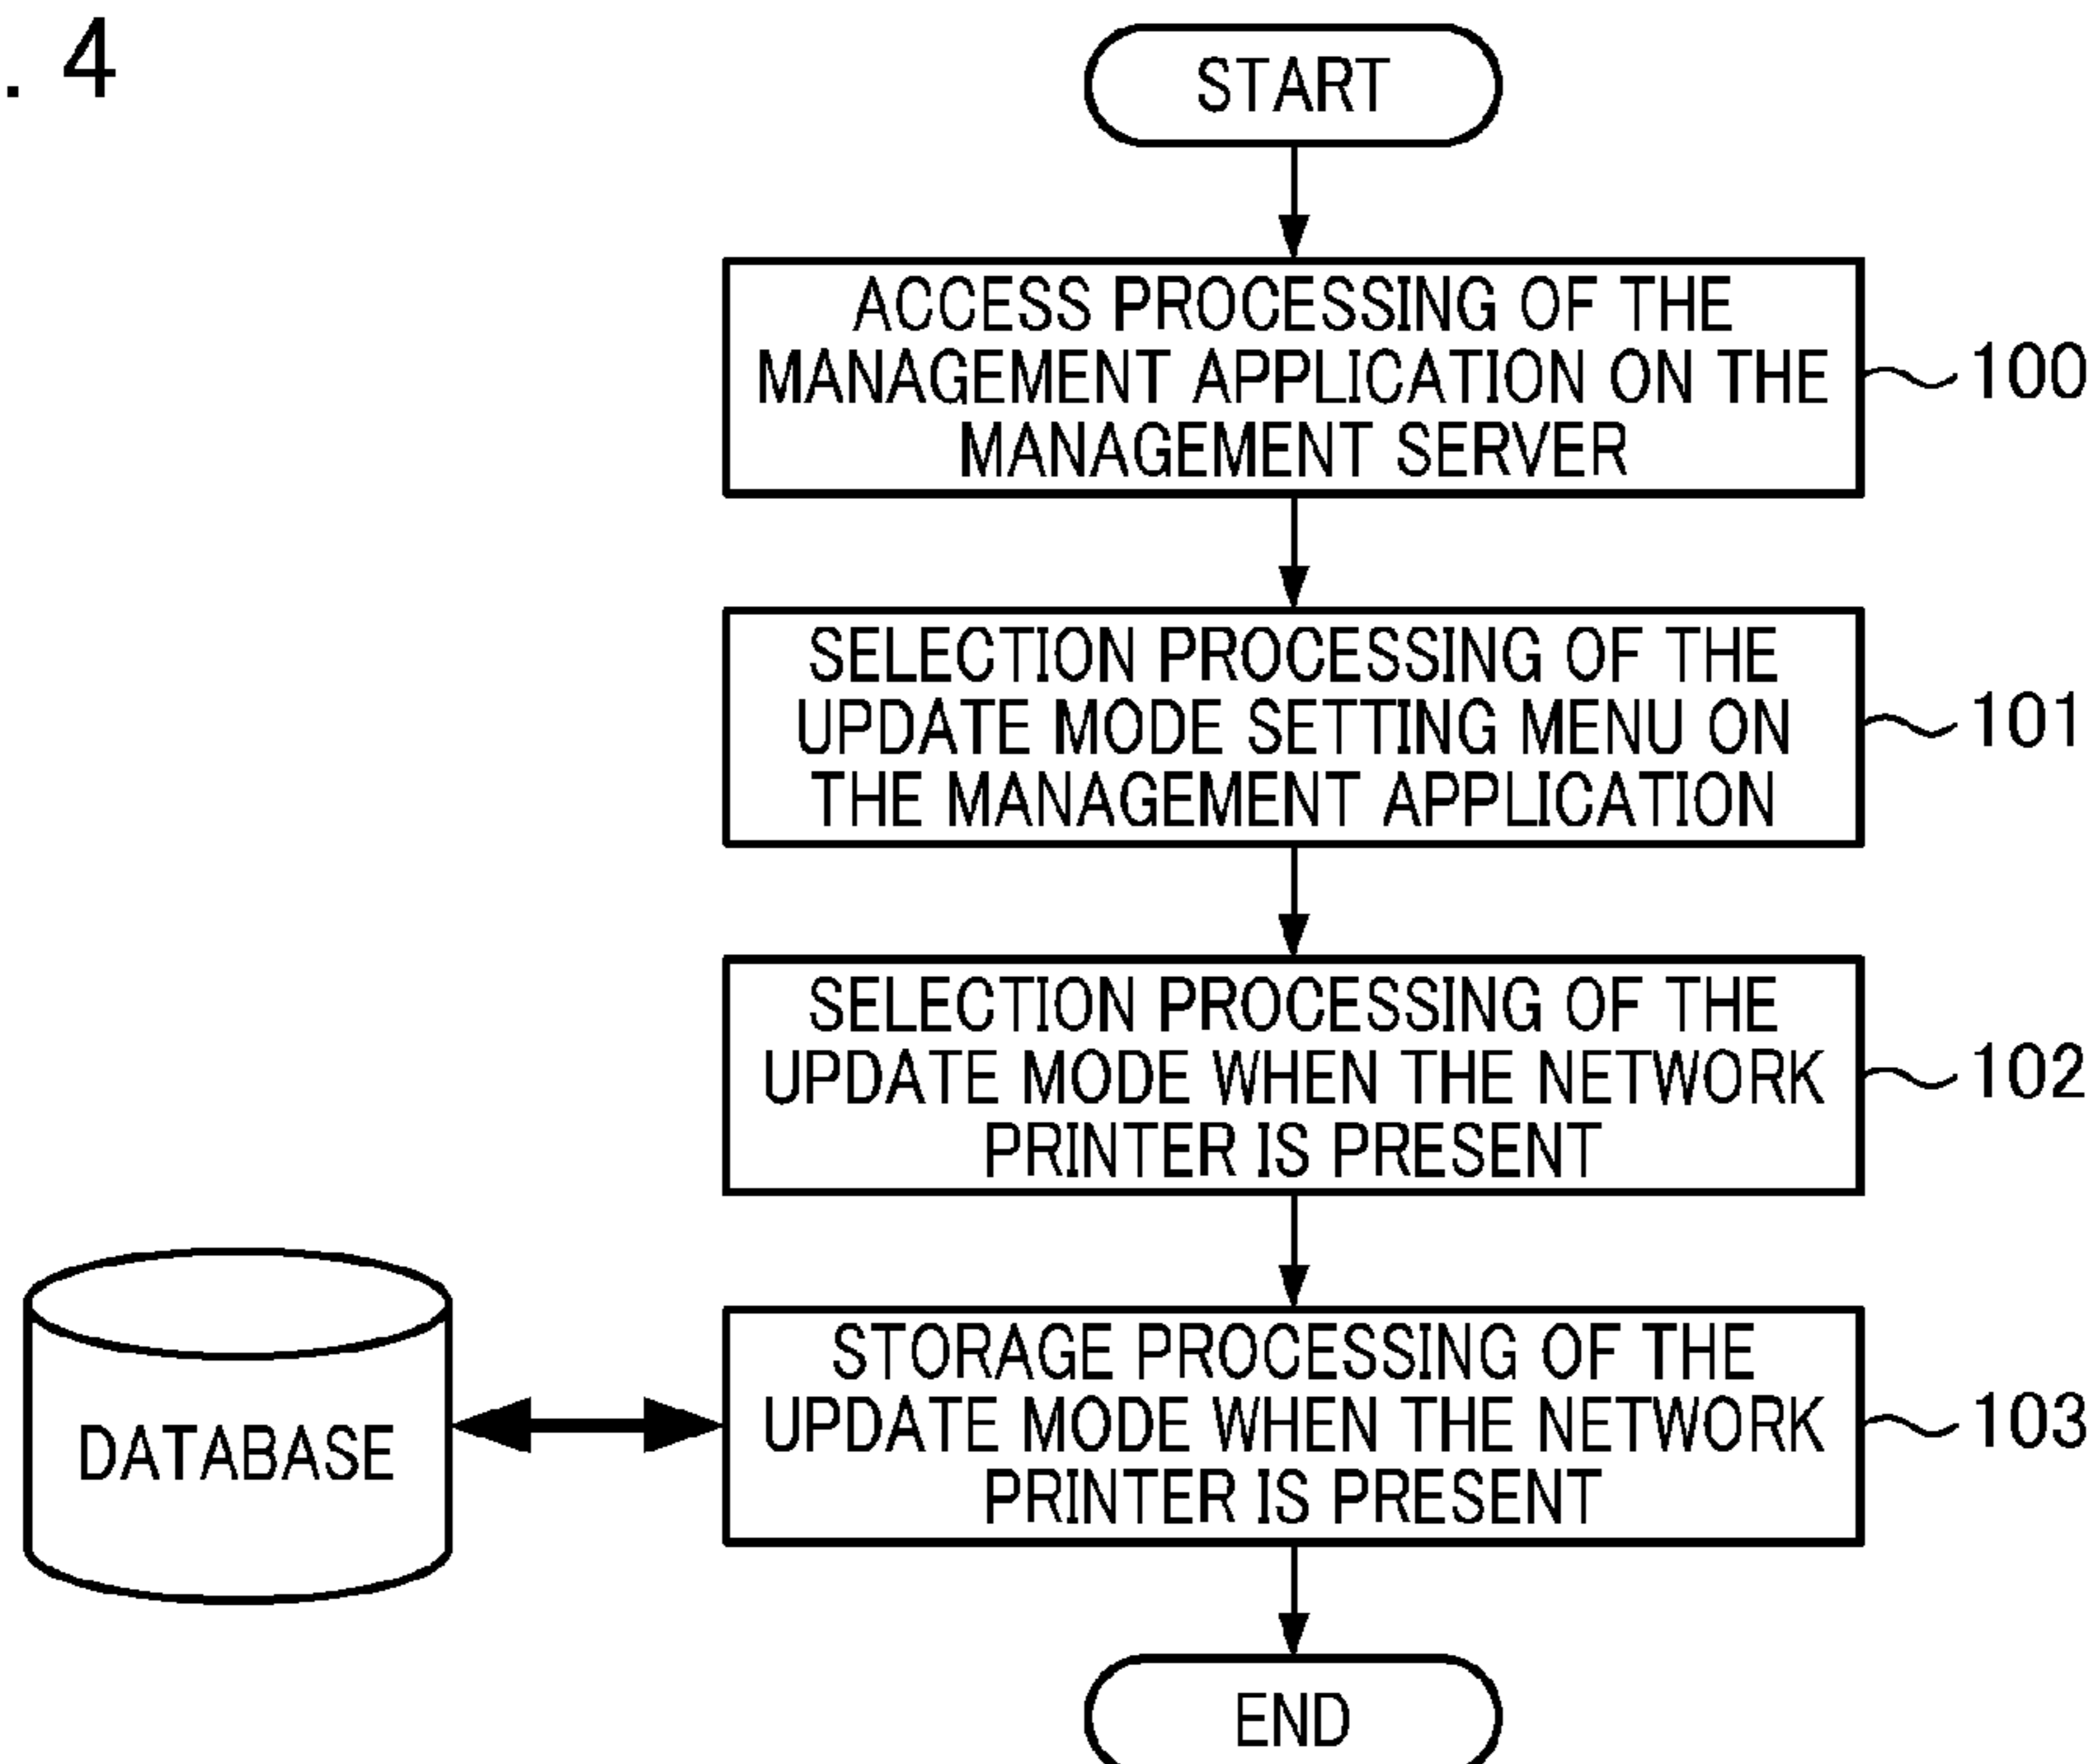 . 4
START
ACCESS PROCESSING OF THE
MANAGEMENT APPLICATION ON THE
MANAGEMENT SERVER
100
SELECTION PROCESSING OF THE
UPDATE MODE SETTING MENU ON
THE MANAGEMENT APPLICATION
101
SELECTION PROCESSING OF THE
UPDATE MODE WHEN THE NETWORK
PRINTER IS PRESENT
102
STORAGE PROCESSING OF THE
UPDATE MODE WHEN THE NETWORK
PRINTER IS PRESENT
103
DATABASE
END